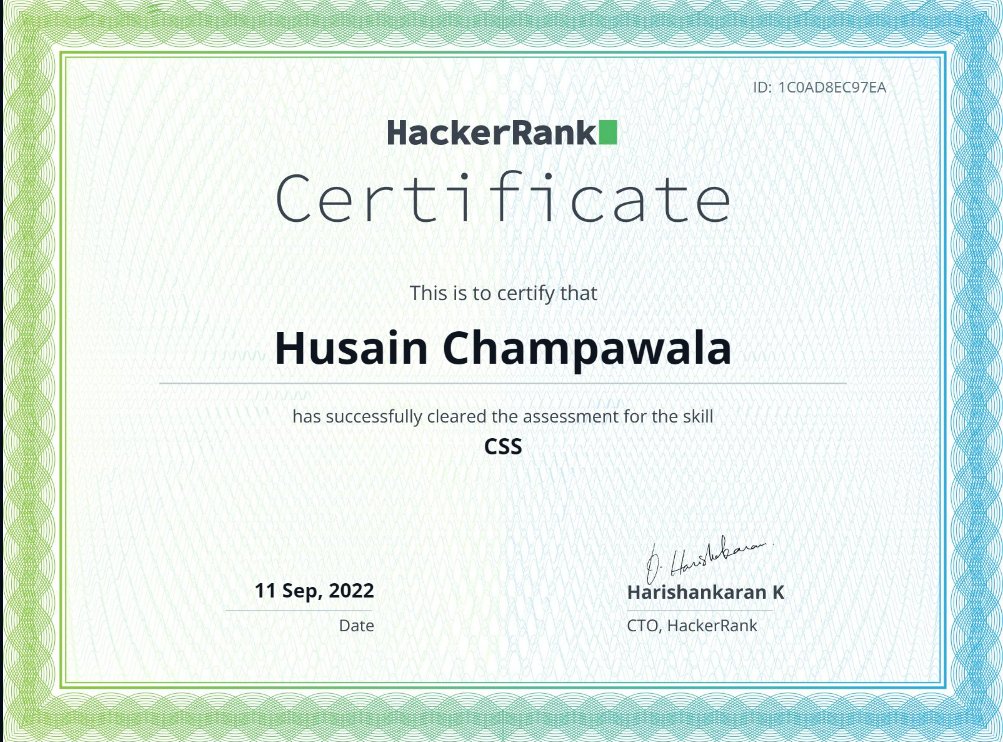 ID: 1C0AD8EC97EA
HackerRank
Certificate
This is to certify that
Husain Champawala
has successfully cleared the assessment for the skill
CSS
11 Sep, 2022
Date
Harishankaran K
CTO, HackerRank